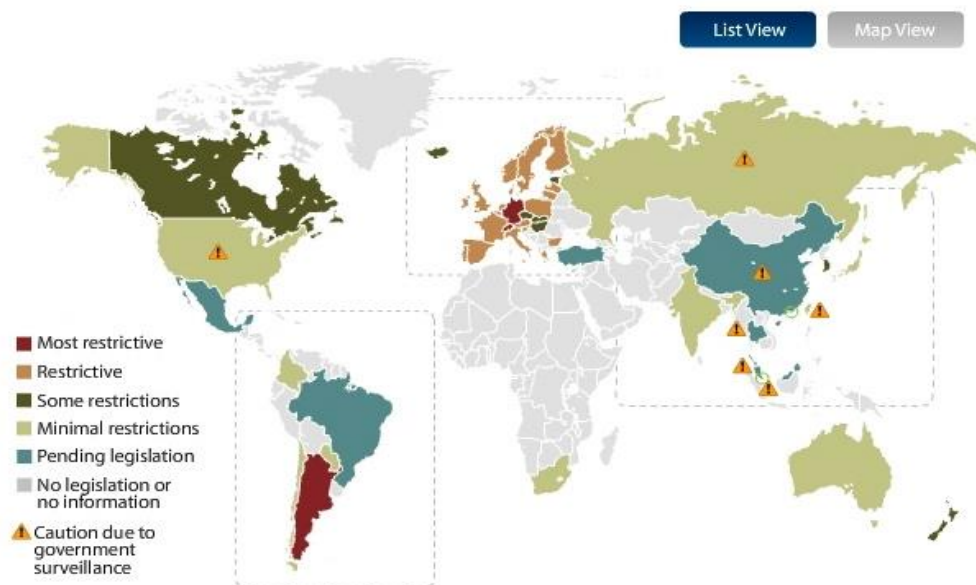 List View
Map View
Most restrictive
Restrictive
Some restrictions
Minimal restrictions
Pending legislation
No legislation or
no information
Caution due to
government
surveillance